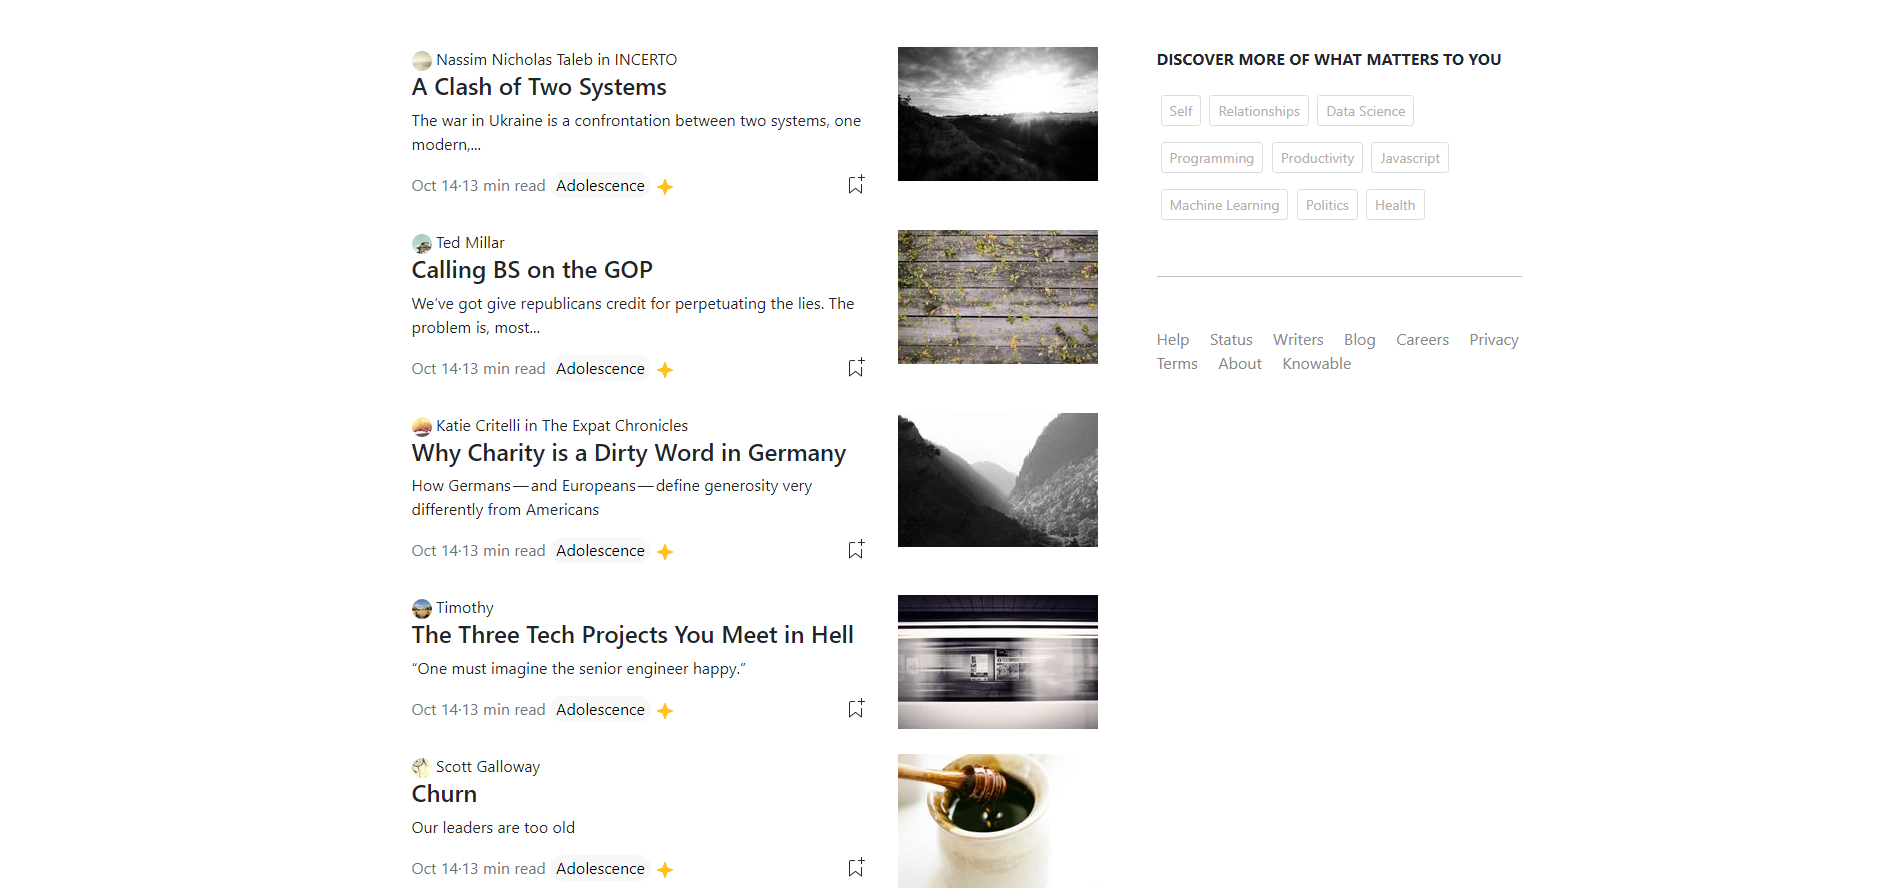 Nassim Nicholas Taleb in INCERTO
A Clash of Two Systems
The war in Ukraine is a confrontation between two systems, one
modern,...
Oct 14·13 min read Adolescence
Ted Millar
Calling BS on the GOP
We've got give republicans credit for perpetuating the lies. The
problem is, most...
Oct 14·13 min read Adolescence
Katie Critelli in The Expat Chronicles
Why Charity is a Dirty Word in Germany
How Germans — and Europeans — define generosity very
differently from Americans
Oct 14·13 min read Adolescence
Timothy
The Three Tech Projects You Meet in Hell
“One must imagine the senior engineer happy.”
Oct 14·13 min read Adolescence
Scott Galloway
Churn
Our leaders are too old
Oct 14·13 min read Adolescence
DISCOVER MORE OF WHAT MATTERS TO YOU
Self Relationships Data Science
Programming Productivity Javascript
Machine Learning Politics Health
Help Status Writers Blog Careers Privacy
Terms About Knowable